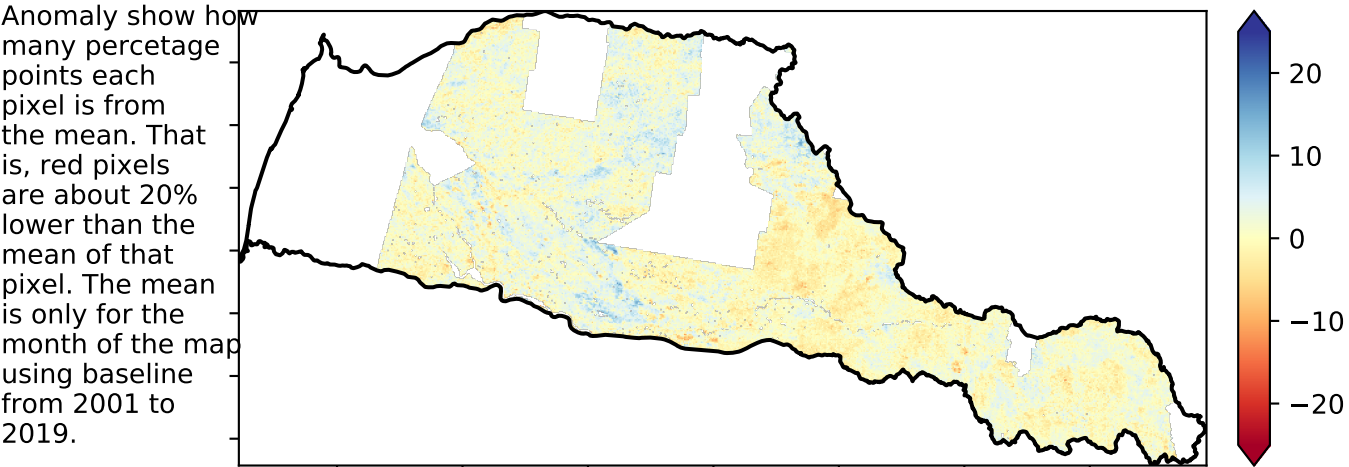 Anomaly show how
many percetage
points each
pixel is from
the mean. That
is, red pixels
are about 20%
lower than the
mean of that
pixel. The mean
is only for the
month of the map
using baseline
from 2001 to
2019.
20
10
0
−10
−20